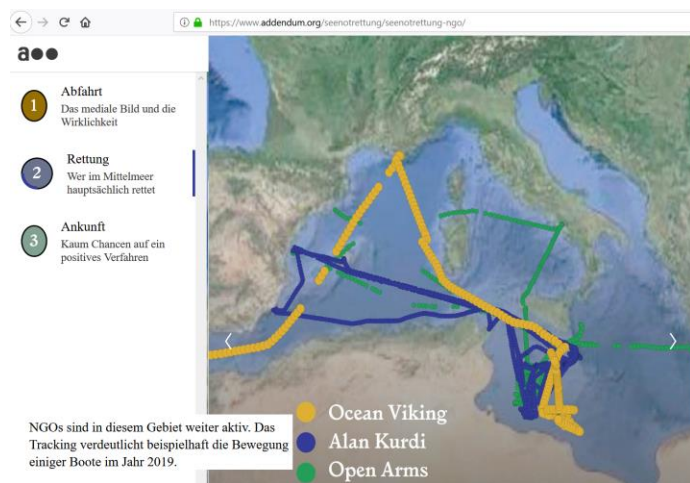 https://www.addendum.org/seenotrettung/seenotrettung-ngo/
a
1
Abfahrt
Das mediale Bild und die
Wirklichkeit
2
Rettung
Wer im Mittelmeer
hauptsächlich rettet
3
Ankunft
Kaum Chancen auf ein
positives Verfahren
NGOs sind in diesem Gebiet weiter aktiv. Das
Tracking verdeutlicht beispielhaft die Bewegung
einiger Boote im Jahr 2019.
Ocean Viking
Alan Kurdi
Open Arms